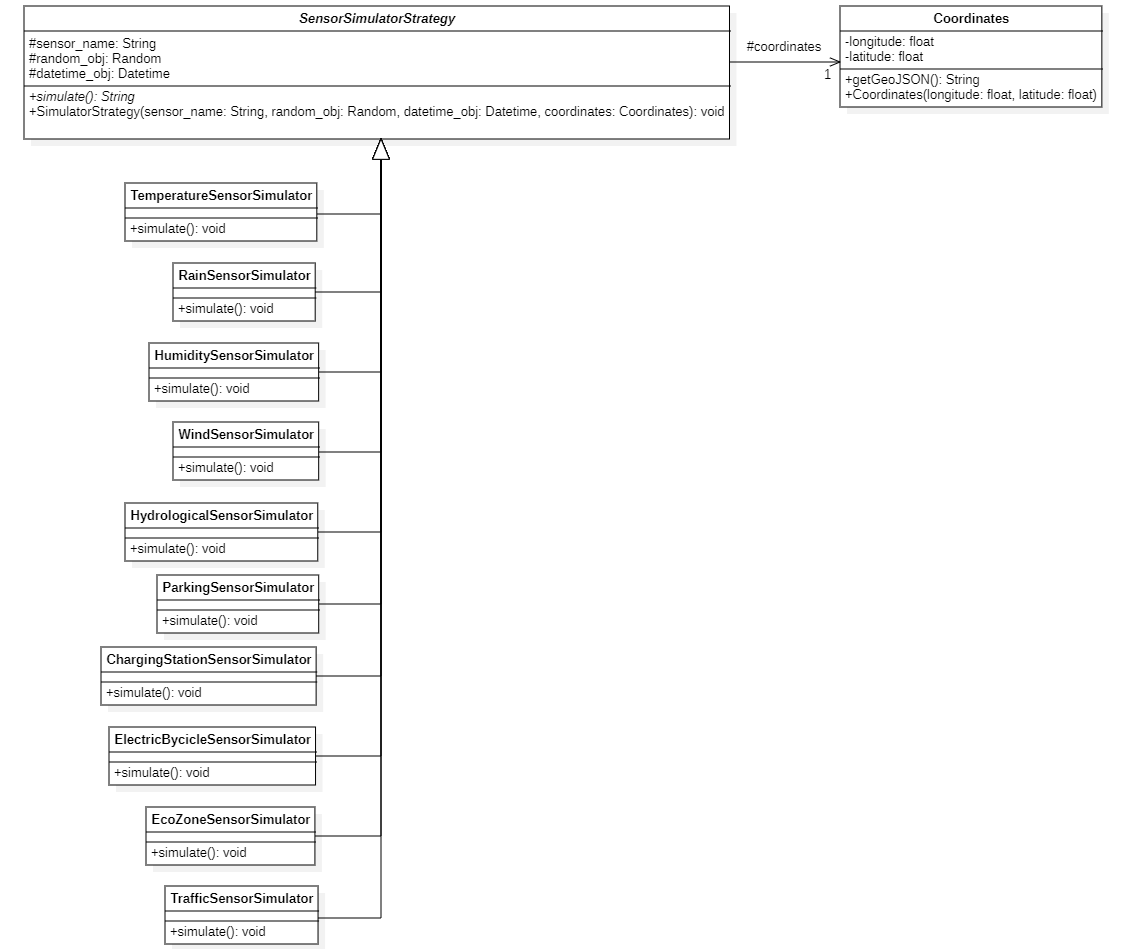 SensorSimulatorStrategy
#sensor_name: String
#random_obj: Random
#datetime_obj: Datetime
+simulate(): String
+SimulatorStrategy(sensor_name: String, random_obj: Random, datetime_obj: Datetime, coordinates: Coordinates): void
#coordinates
1
Coordinates
-longitude: float
-latitude: float
+getGeoJSON(): String
+Coordinates(longitude: float, latitude: float)
TemperatureSensorSimulator
+simulate(): void
RainSensorSimulator
+simulate(): void
HumiditySensorSimulator
+simulate(): void
WindSensorSimulator
+simulate(): void
HydrologicalSensorSimulator
+simulate(): void
ParkingSensorSimulator
+simulate(): void
ChargingStationSensorSimulator
+simulate(): void
ElectricBycicleSensorSimulator
+simulate(): void
EcoZoneSensorSimulator
+simulate(): void
TrafficSensorSimulator
+simulate(): void